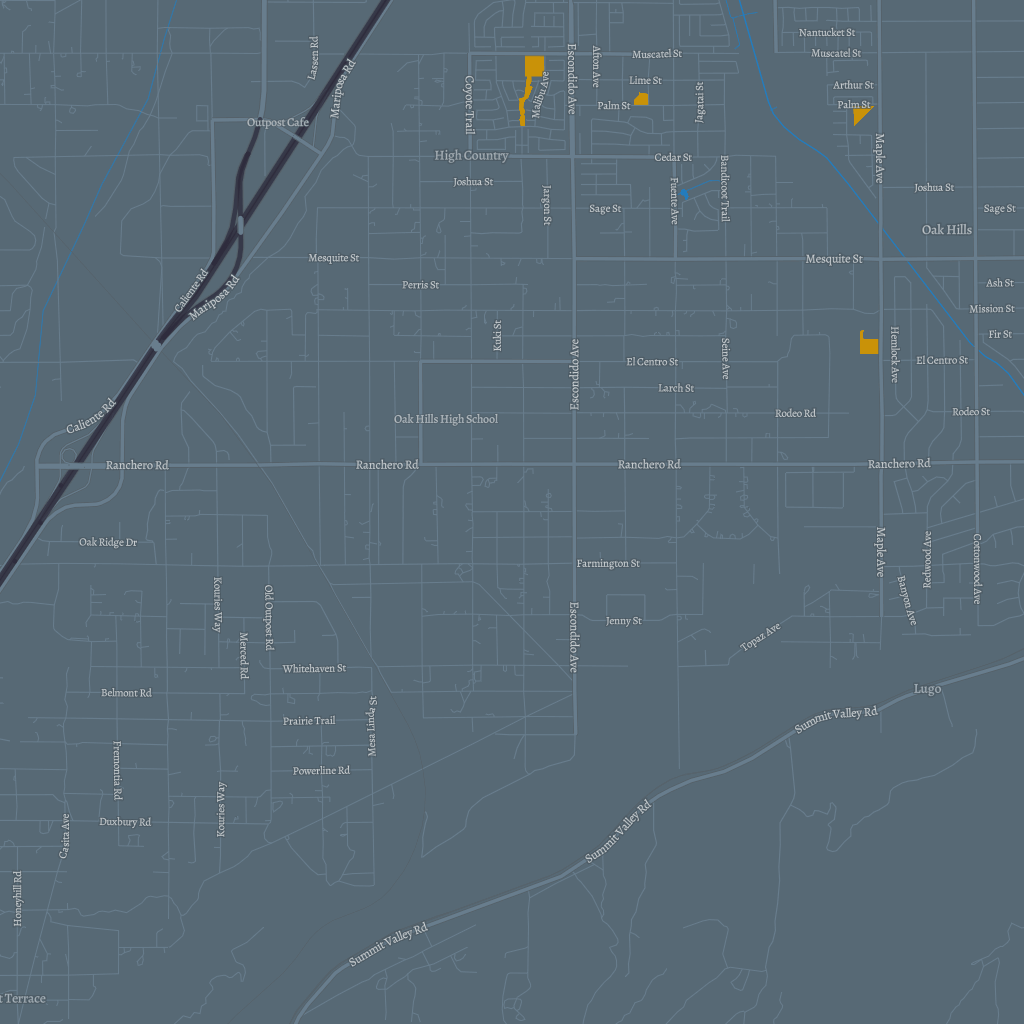 Nantucket St
Muscatel St
Muscatel St
Lassen Rd
Mariposa Rd
Coyote Trail
Malibu Ave
Escondido Ave
Afton Ave
Lime St
Palm St
Jaguari St
Arthur St
Palm St
Outpost Cafe
High Country
Cedar St
Maple Ave
Joshua St
Jargon St
Sage St
Fuente Ave
Bandicoot Trail
Joshua St
Sage St
Oak Hills
Mesquite St
Mesquite St
Caliente Rd
Mariposa Rd
Perris St
Ash St
Mission St
Fir St
Kuki St
Escondido Ave
El Centro St
Seine Ave
Hemlock Ave
El Centro St
Larch St
Caliente Rd
Oak Hills High School
Rodeo Rd
Rodeo St
Ranchero Rd
Ranchero Rd
Ranchero Rd
Ranchero Rd
Oak Ridge Dr
Farmington St
Maple Ave
Redwood Ave
Cottonwood Ave
Kouries Way
Old Outpost Rd
Banyon Ave
Jenny St
Escondido Ave
Topaz Ave
Merced Rd
Whitehaven St
Belmont Rd
Lugo
Prairie Trail
Mesa Linda St
Summit Valley Rd
Fremontia Rd
Powerline Rd
Kouries Way
Duxbury Rd
Casita Ave
Summit Valley Rd
Honeyhill Rd
Summit Valley Rd
t Terrace